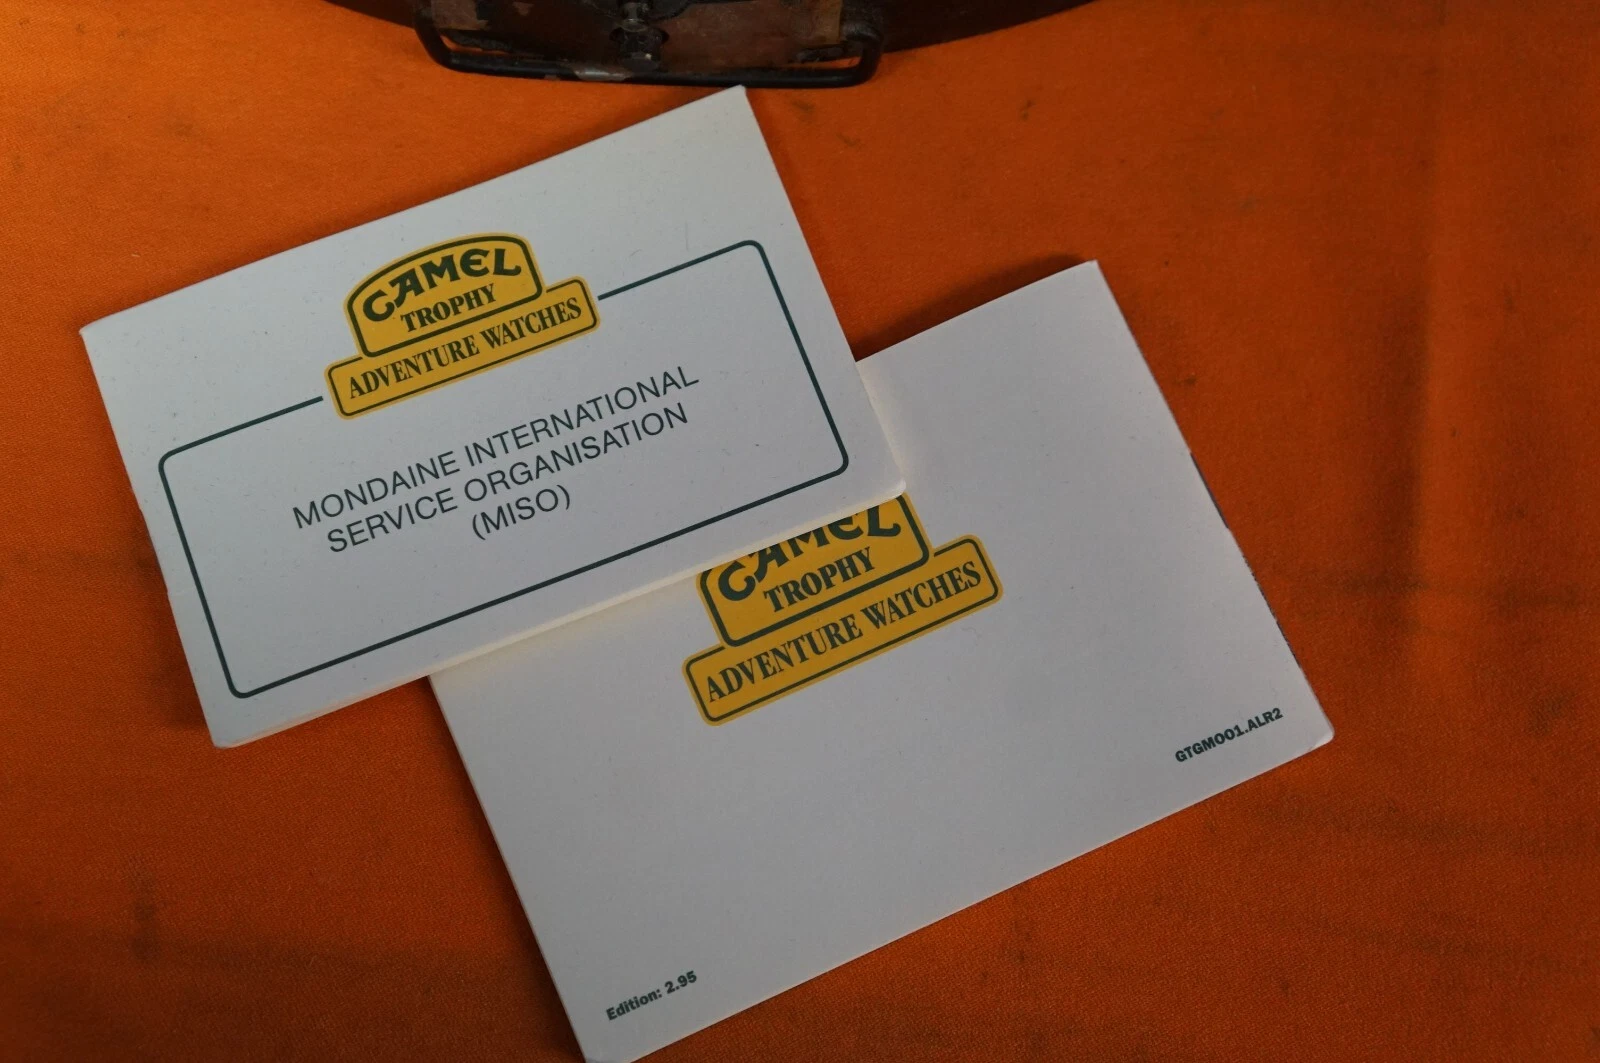 CAMEL
TROPHY
ADVENTURE WATCHES
MONDAINE INTERNATIONAL
SERVICE ORGANISATION
(MISO)
CAMEL
TROPHY
ADVENTURE WATCHES
GTGM001.ALR2
Edition: 2.95